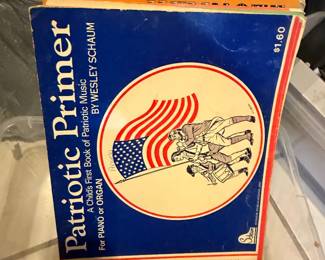 Patriotic Primer
A Child's First Book of Patriotic Music
BY WESLEY SCHAUM
For PIANO or ORGAN
$1.60